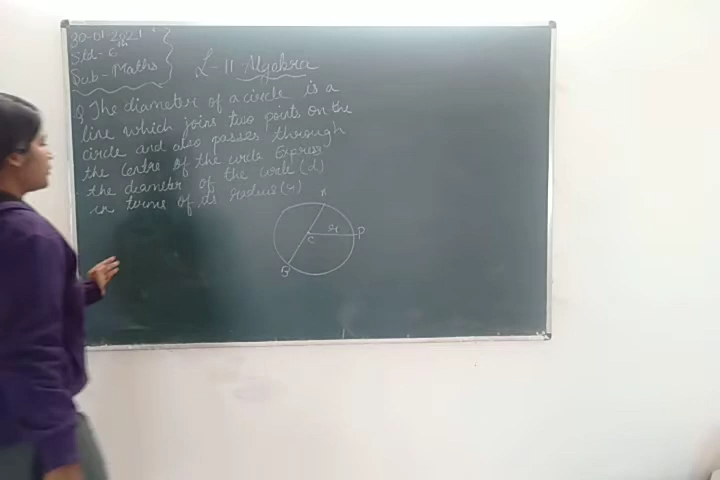 30-01-2021
Std-6th
Sub-Maths
L-11 Algebra
Q The diameter of a circle is a
line which joins two points on the
circle and also passes through
the centre of the circle Express
the diameter of the circle (d)
in terms of its radius (r)
A
r
C
P
B